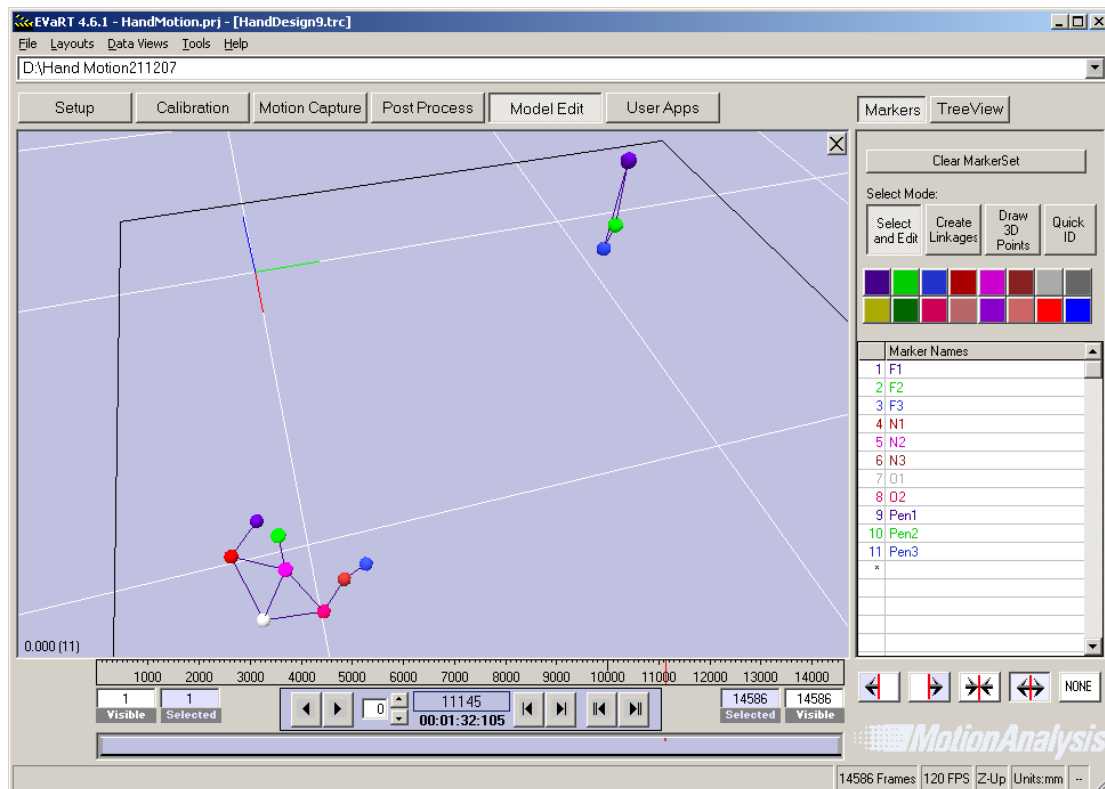 EVaRT 4.6.1 - HandMotion.prj - [HandDesign9.trc]
File Layouts Data Views Tools Help
D:\Hand Motion211207
Setup Calibration Motion Capture Post Process Model Edit User Apps Markers TreeView
Clear MarkerSet
Select Mode:
Select and Edit
Create Linkages
Draw 3D Points
Quick ID
Marker Names
1 F1
2 F2
3 F3
4 N1
5 N2
6 N3
7 O1
8 O2
9 Pen1
10 Pen2
11 Pen3
*
0.000 (11)
1000 2000 3000 4000 5000 6000 7000 8000 9000 10000 11000 12000 13000 14000
1 1 0 11145 14586 14586 NONE
Visible Selected 00:01:32:105 Selected Visible
MotionAnalysis
14586 Frames 120 FPS Z-Up Units:mm --